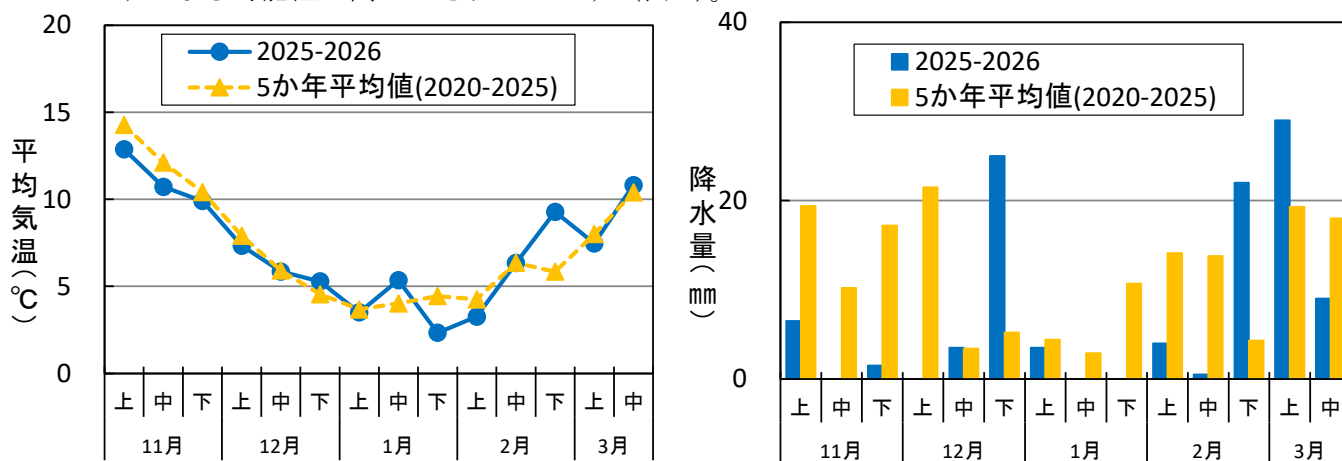 2025-2026
5か年平均値(2020-2025)
平均気温(℃)
20
15
10
5
0
上 中 下 上 中 下 上 中 下 上 中 下 上 中
11月 12月 1月 2月 3月
2025-2026
5か年平均値(2020-2025)
降水量(㎜)
40
20
0
上 中 下 上 中 下 上 中 下 上 中 下 上 中
11月 12月 1月 2月 3月